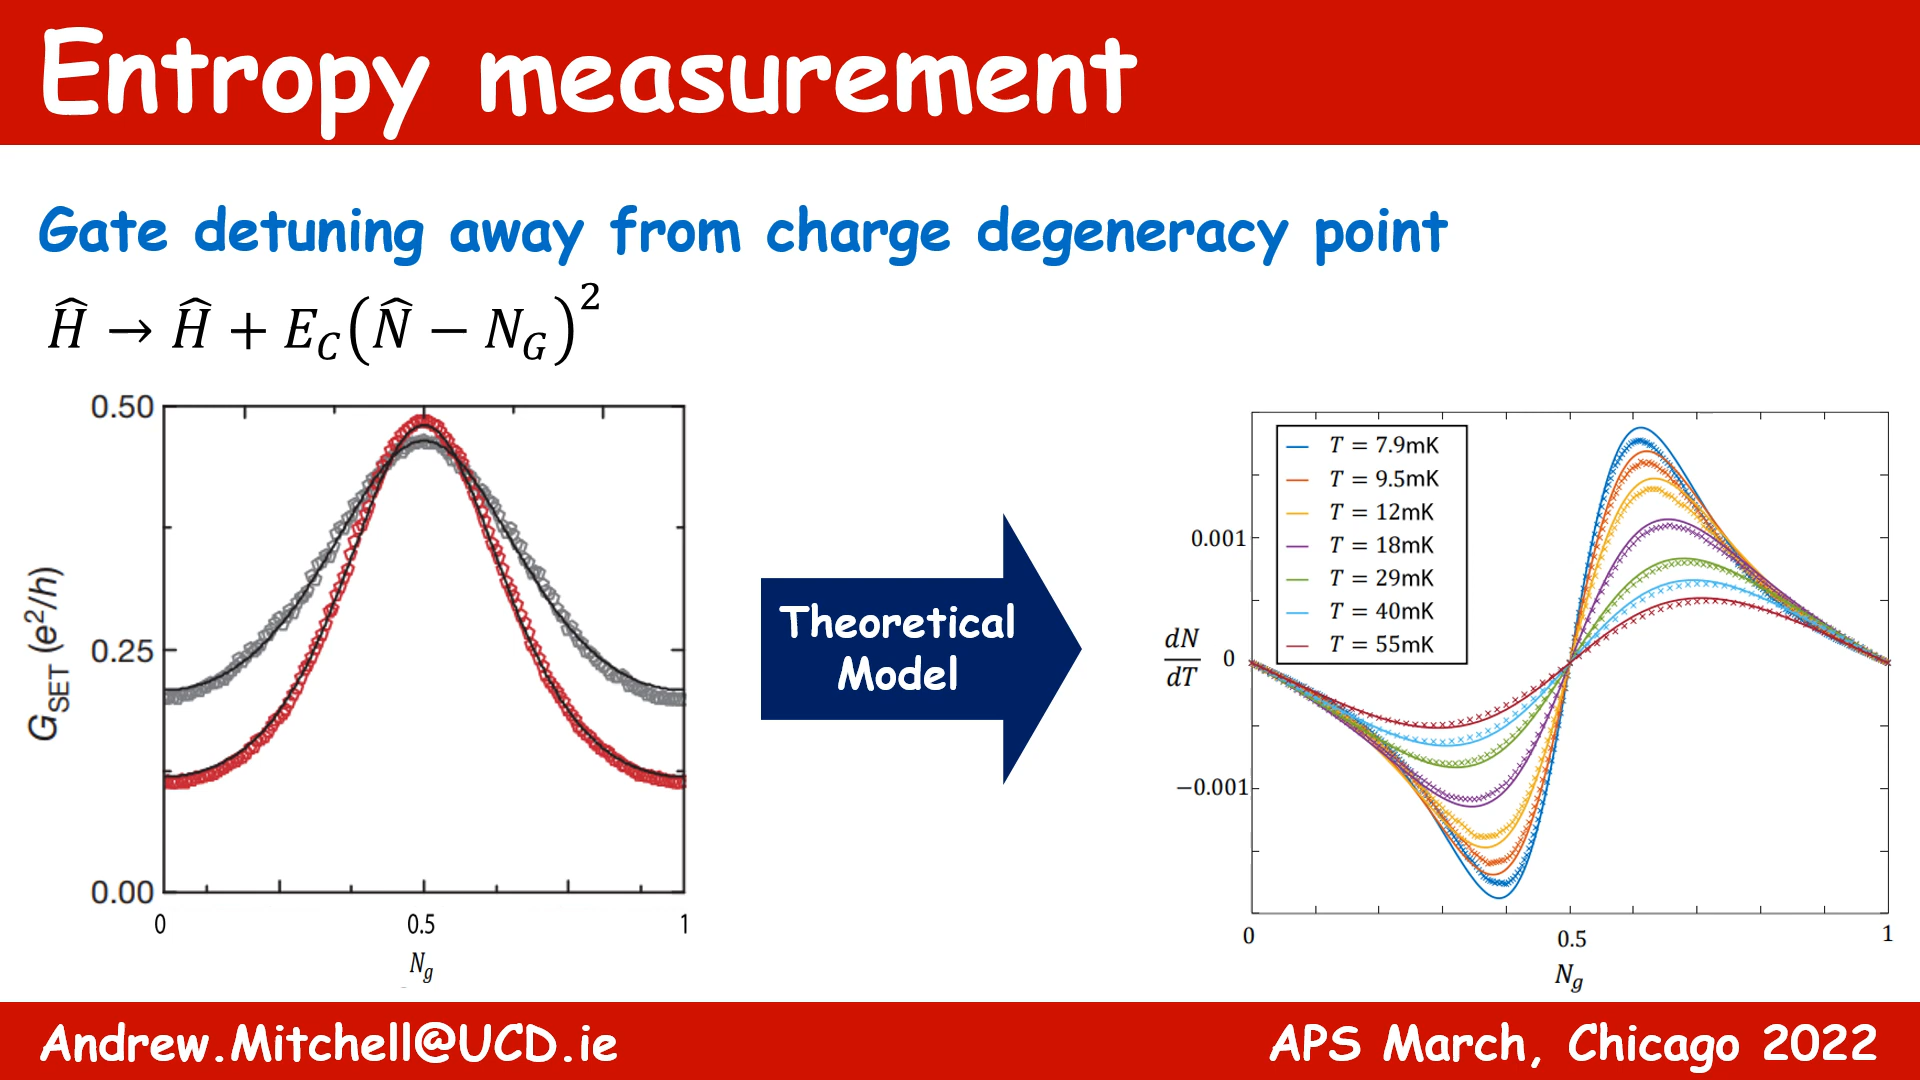 Entropy measurement
Gate detuning away from charge degeneracy point
Ĥ → Ĥ + E_C(N̂ − N_G)²
0.50
0.25
0.00
G_SET (e²/h)
0
0.5
1
N_g
Theoretical
Model
T = 7.9mK
T = 9.5mK
T = 12mK
T = 18mK
T = 29mK
T = 40mK
T = 55mK
0.001
0
−0.001
dN
dT
0
0.5
1
N_g
Andrew.Mitchell@UCD.ie
APS March, Chicago 2022